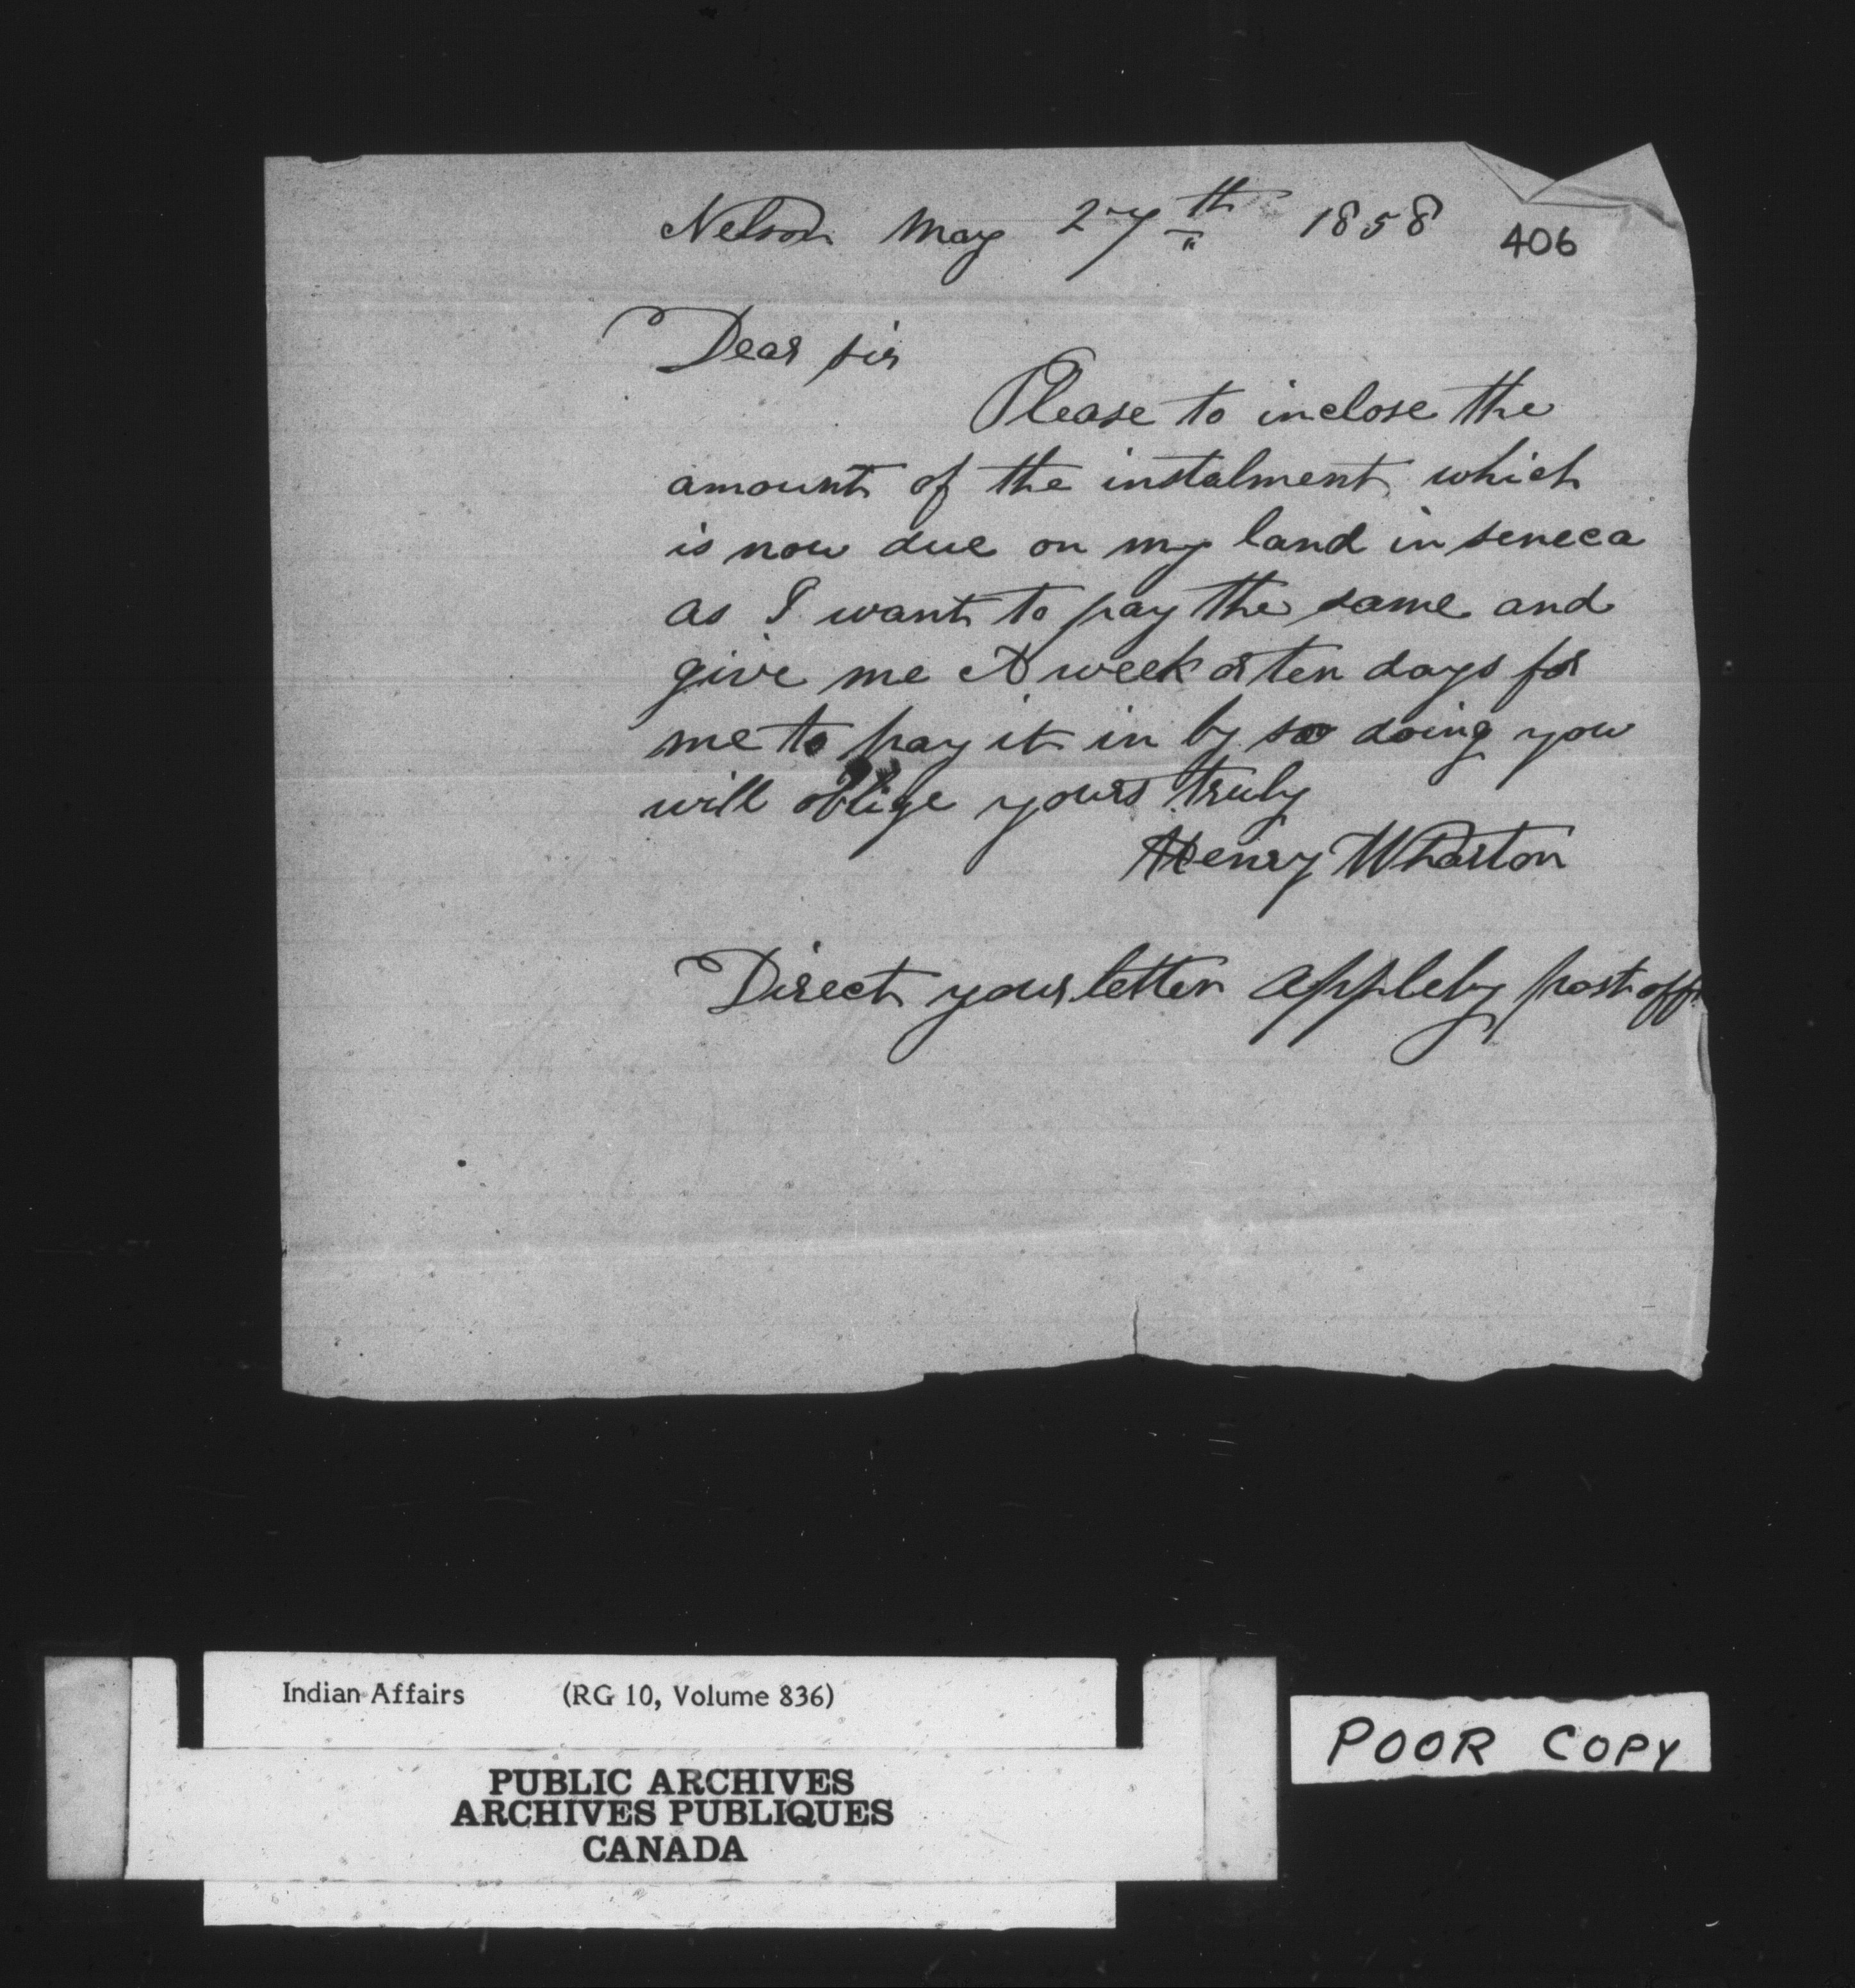 Nelson May 27th 1858
406
Dear sir
Please to inclose the
amount of the instalment which
is now due on my land in seneca
as I want to pay the same and
give me A week or ten days for
me to pay it in by so doing you
will oblige yours truly
Henry Wharton
Direct your letter appleby post off
Indian Affairs (RG 10, Volume 836)
PUBLIC ARCHIVES
ARCHIVES PUBLIQUES
CANADA
POOR COPY